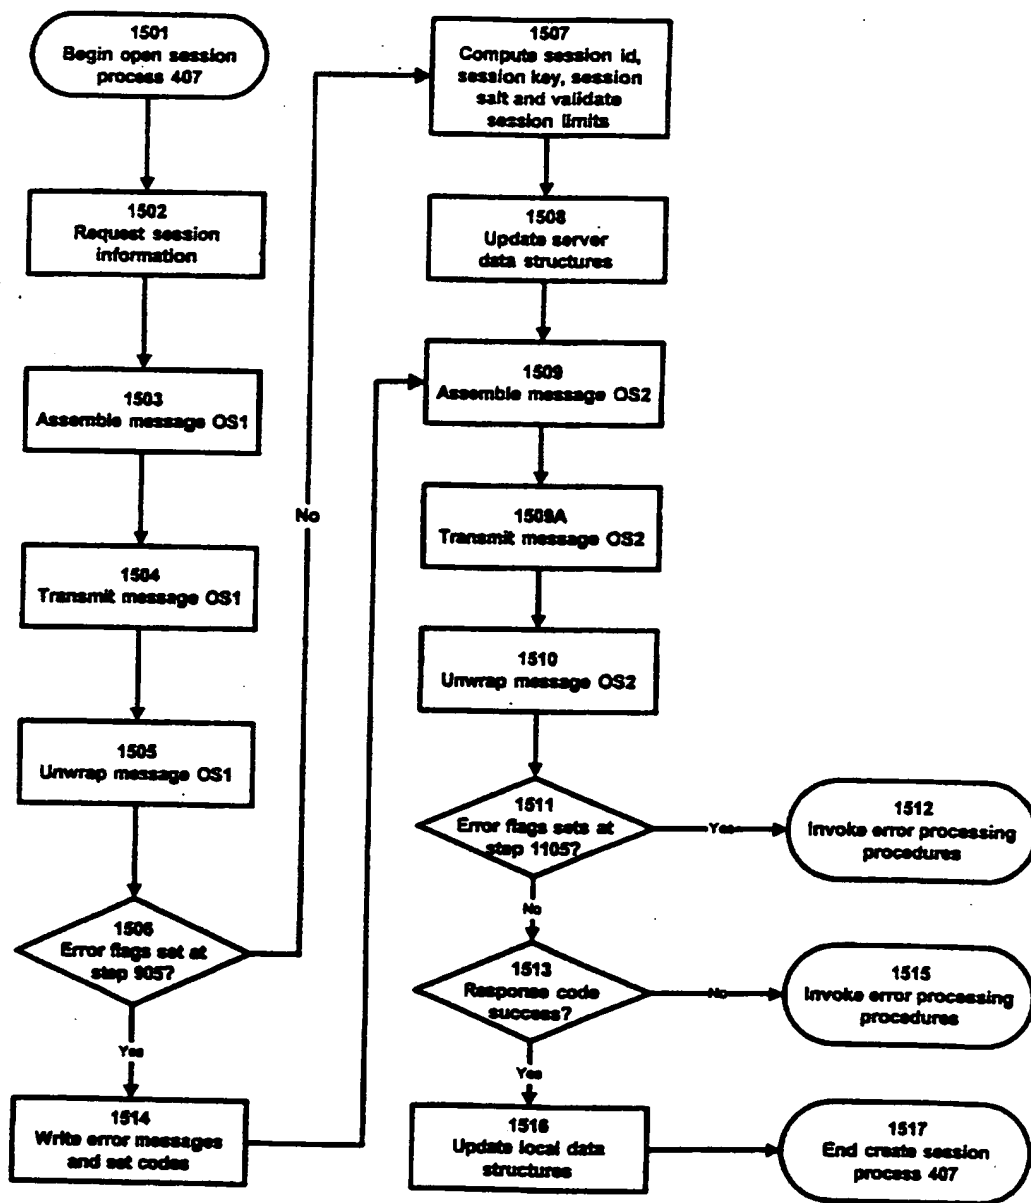 1501
Begin open session
process 407
1502
Request session
information
1503
Assemble message OS1
1504
Transmit message OS1
1505
Unwrap message OS1
1506
Error flags set at
step 905?
Yes
No
1514
Write error messages
and set codes
1507
Compute session id,
session key, session
salt and validate
session limits
1508
Update server
data structures
1509
Assemble message OS2
1509A
Transmit message OS2
1510
Unwrap message OS2
1511
Error flags sets at
step 1105?
Yes
No
1512
Invoke error processing
procedures
1513
Response code
success?
No
Yes
1515
Invoke error processing
procedures
1516
Update local data
structures
1517
End create session
process 407